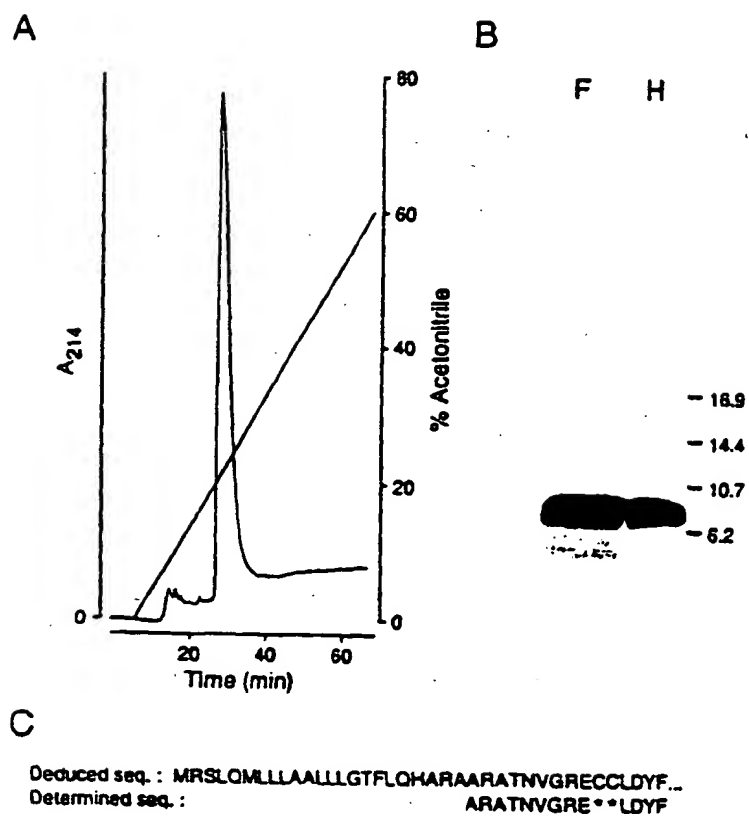 A
B
F H
80
60
40
20
0
A214
0
% Acetonitrile
20 40 60
Time (min)
16.9
14.4
10.7
6.2
C
Deduced seq. : MRSLQMLLLAALLLGTFLQHARAARATNVGRECCLDYF...
Determined seq. : ARATNVGRE**LDYF